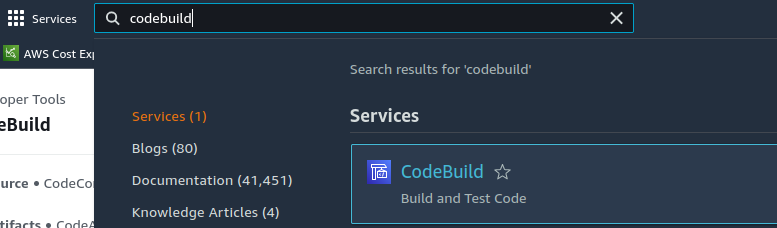 Services
codebuild
AWS Cost Exp
Search results for 'codebuild'
oper Tools
eBuild
Services (1)
Services
Blogs (80)
CodeBuild
Documentation (41,451)
urce • CodeCo
Build and Test Code
Knowledge Articles (4)
tifacts • CodeA